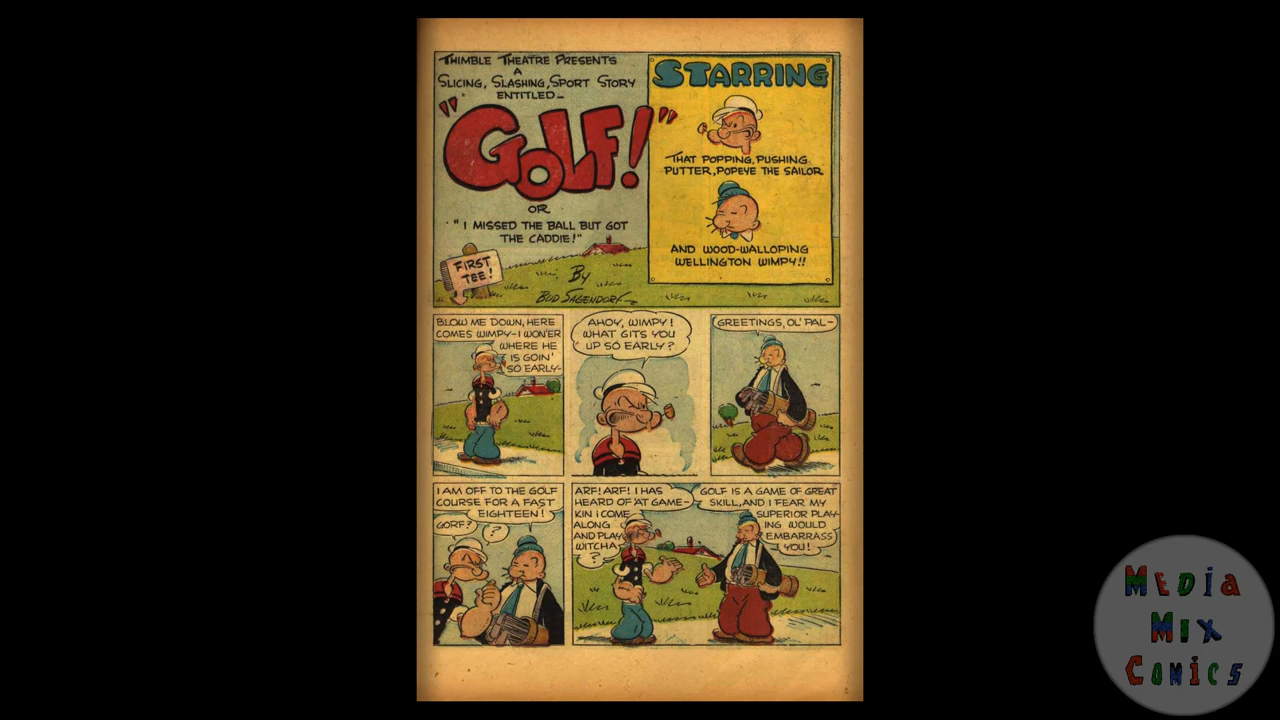 THIMBLE THEATRE PRESENTS
A
SLICING, SLASHING, SPORT STORY
ENTITLED-
"GOLF!"
OR
"I MISSED THE BALL BUT GOT
THE CADDIE!"
FIRST
TEE!
By
BUD SAGENDORF-
STARRING
THAT POPPING, PUSHING
PUTTER, POPEYE THE SAILOR
AND WOOD-WALLOPING
WELLINGTON WIMPY!!
BLOW ME DOWN, HERE
COMES WIMPY-I WON'ER
WHERE HE
IS GOIN'
SO EARLY-
AHOY, WIMPY!
WHAT GITS YOU
UP SO EARLY?
GREETINGS, OL' PAL-
I AM OFF TO THE GOLF
COURSE FOR A FAST
EIGHTEEN!
GORF?
?
ARF! ARF! I HAS
HEARD OF 'AT GAME-
KIN I COME
ALONG
AND PLAY
WITCHA
?
GOLF IS A GAME OF GREAT
SKILL, AND I FEAR MY
SUPERIOR PLAY-
ING WOULD
EMBARRASS
YOU!
MEDIA
MIX
COMICS